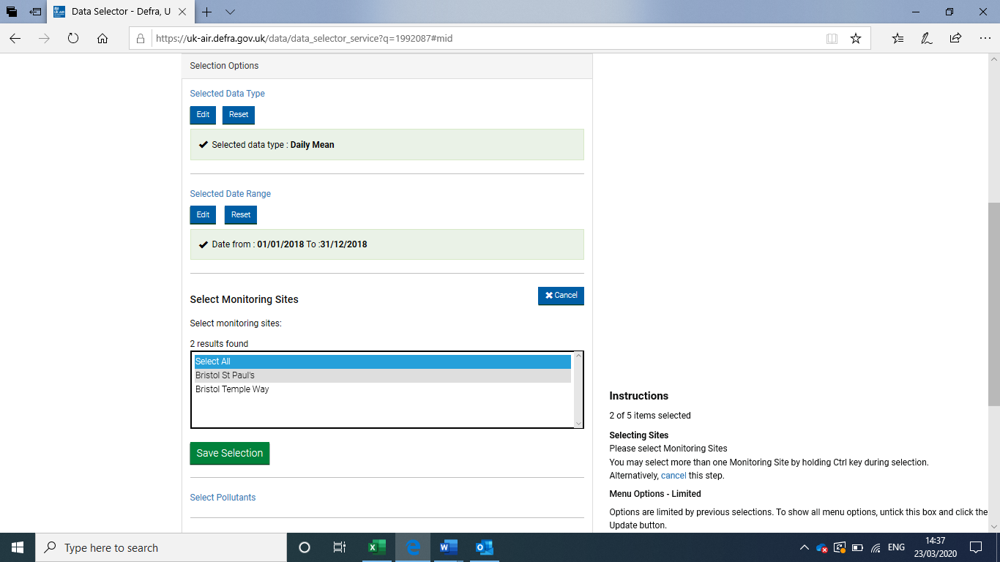 Data Selector - Defra, U
https://uk-air.defra.gov.uk/data/data_selector_service?q=1992087#mid
Selection Options
Selected Data Type
Edit Reset
Selected data type : Daily Mean
Selected Date Range
Edit Reset
Date from : 01/01/2018 To :31/12/2018
Select Monitoring Sites
Cancel
Select monitoring sites:
2 results found
Select All
Bristol St Paul's
Bristol Temple Way
Save Selection
Select Pollutants
Instructions
2 of 5 items selected
Selecting Sites
Please select Monitoring Sites
You may select more than one Monitoring Site by holding Ctrl key during selection.
Alternatively, cancel this step.
Menu Options - Limited
Options are limited by previous selections. To show all menu options, untick this box and click the
Update button.
Type here to search
ENG
14:37
23/03/2020